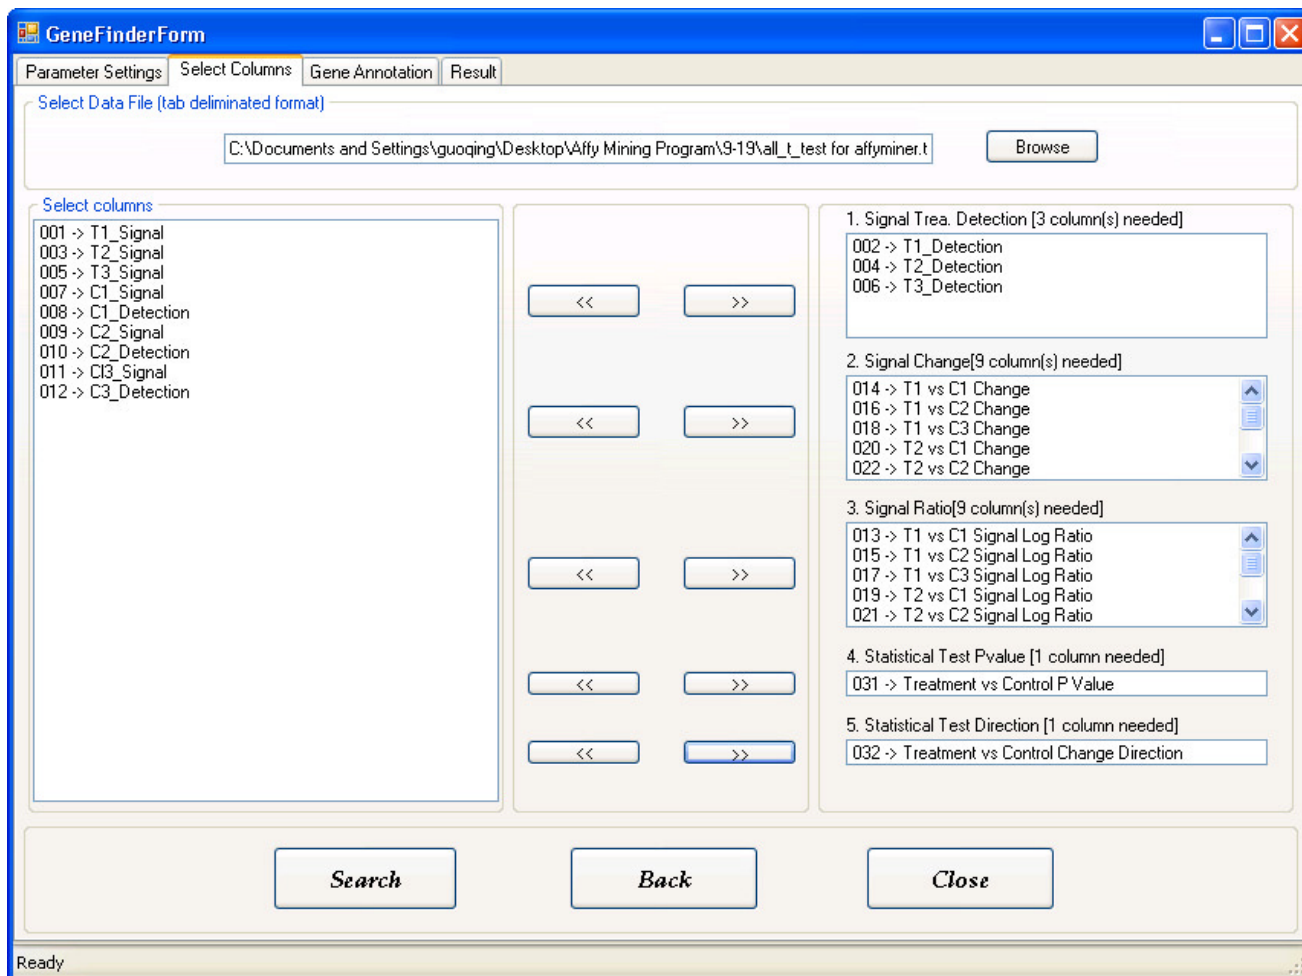 GeneFinderForm
Parameter Settings Select Columns Gene Annotation Result
Select Data File (tab deliminated format)
C:\Documents and Settings\guoqing\Desktop\Affy Mining Program\9-19\all_t_test for affyminer.t Browse
Select columns
001 -> T1_Signal
003 -> T2_Signal
005 -> T3_Signal
007 -> C1_Signal
008 -> C1_Detection
009 -> C2_Signal
010 -> C2_Detection
011 -> Cl3_Signal
012 -> C3_Detection
<< >>
<< >>
<< >>
<< >>
<< >>
1. Signal Trea. Detection [3 column(s) needed]
002 -> T1_Detection
004 -> T2_Detection
006 -> T3_Detection
2. Signal Change[9 column(s) needed]
014 -> T1 vs C1 Change
016 -> T1 vs C2 Change
018 -> T1 vs C3 Change
020 -> T2 vs C1 Change
022 -> T2 vs C2 Change
3. Signal Ratio[9 column(s) needed]
013 -> T1 vs C1 Signal Log Ratio
015 -> T1 vs C2 Signal Log Ratio
017 -> T1 vs C3 Signal Log Ratio
019 -> T2 vs C1 Signal Log Ratio
021 -> T2 vs C2 Signal Log Ratio
4. Statistical Test Pvalue [1 column needed]
031 -> Treatment vs Control P Value
5. Statistical Test Direction [1 column needed]
032 -> Treatment vs Control Change Direction
Search Back Close
Ready